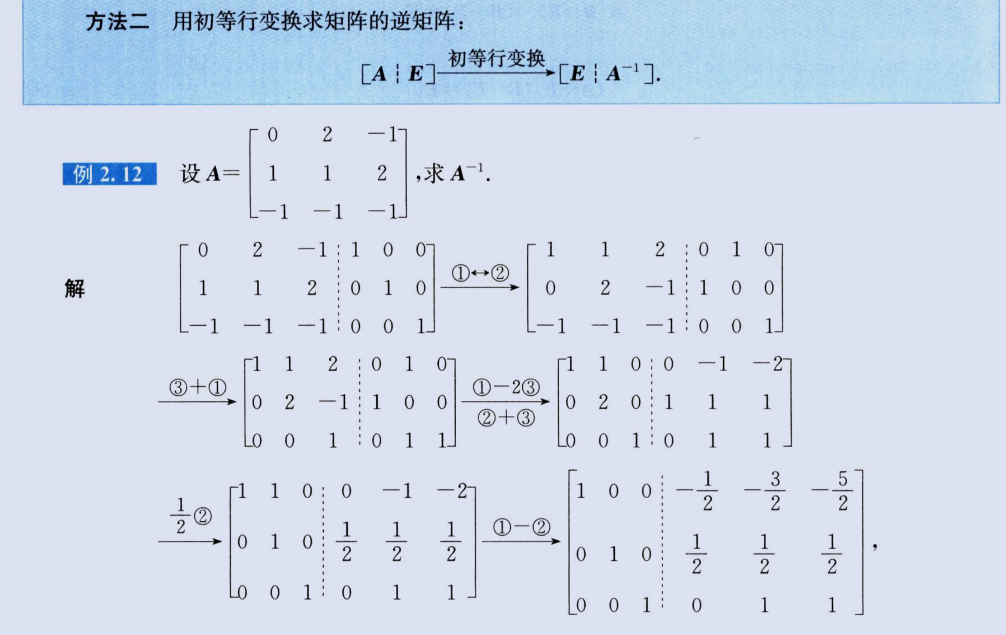 方法二 用初等行变换求矩阵的逆矩阵:
[A ┆ E] \xrightarrow{初等行变换} [E ┆ A⁻¹].
例 2.12 设 A= \begin{bmatrix} 0 & 2 & -1 \\ 1 & 1 & 2 \\ -1 & -1 & -1 \end{bmatrix} ,求 A⁻¹.
解 \left[\begin{array}{ccc:ccc} 0 & 2 & -1 & 1 & 0 & 0 \\ 1 & 1 & 2 & 0 & 1 & 0 \\ -1 & -1 & -1 & 0 & 0 & 1 \end{array}\right] \xrightarrow{①↔②} \left[\begin{array}{ccc:ccc} 1 & 1 & 2 & 0 & 1 & 0 \\ 0 & 2 & -1 & 1 & 0 & 0 \\ -1 & -1 & -1 & 0 & 0 & 1 \end{array}\right]
\xrightarrow{③+①} \left[\begin{array}{ccc:ccc} 1 & 1 & 2 & 0 & 1 & 0 \\ 0 & 2 & -1 & 1 & 0 & 0 \\ 0 & 0 & 1 & 0 & 1 & 1 \end{array}\right] \xrightarrow[②+③]{①-2③} \left[\begin{array}{ccc:ccc} 1 & 1 & 0 & 0 & -1 & -2 \\ 0 & 2 & 0 & 1 & 1 & 1 \\ 0 & 0 & 1 & 0 & 1 & 1 \end{array}\right]
\xrightarrow{\frac{1}{2}②} \left[\begin{array}{ccc:ccc} 1 & 1 & 0 & 0 & -1 & -2 \\ 0 & 1 & 0 & \frac{1}{2} & \frac{1}{2} & \frac{1}{2} \\ 0 & 0 & 1 & 0 & 1 & 1 \end{array}\right] \xrightarrow{①-②} \left[\begin{array}{ccc:ccc} 1 & 0 & 0 & -\frac{1}{2} & -\frac{3}{2} & -\frac{5}{2} \\ 0 & 1 & 0 & \frac{1}{2} & \frac{1}{2} & \frac{1}{2} \\ 0 & 0 & 1 & 0 & 1 & 1 \end{array}\right],